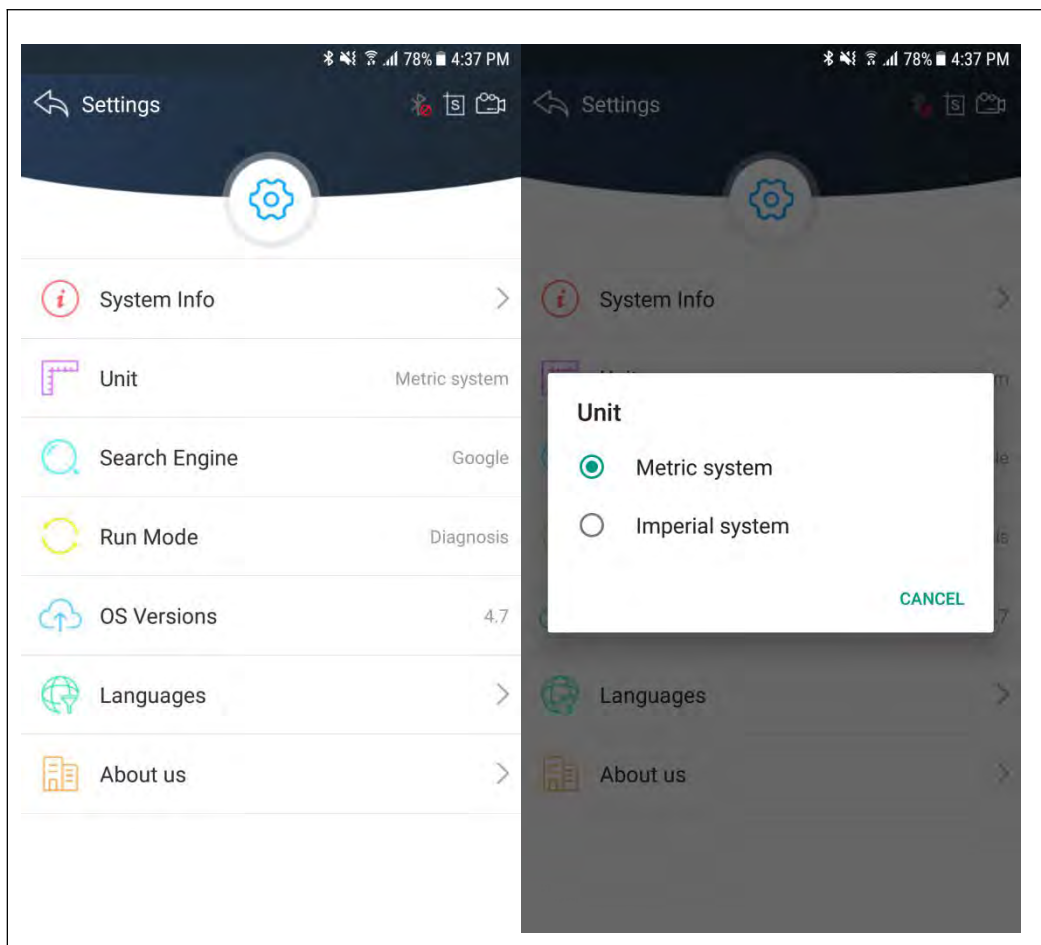 78% 4:37 PM
Settings
S
System Info
Unit Metric system
Search Engine Google
Run Mode Diagnosis
OS Versions 4.7
Languages
About us
78% 4:37 PM
Settings
S
System Info
Unit
Metric system
Imperial system
CANCEL
Languages
About us